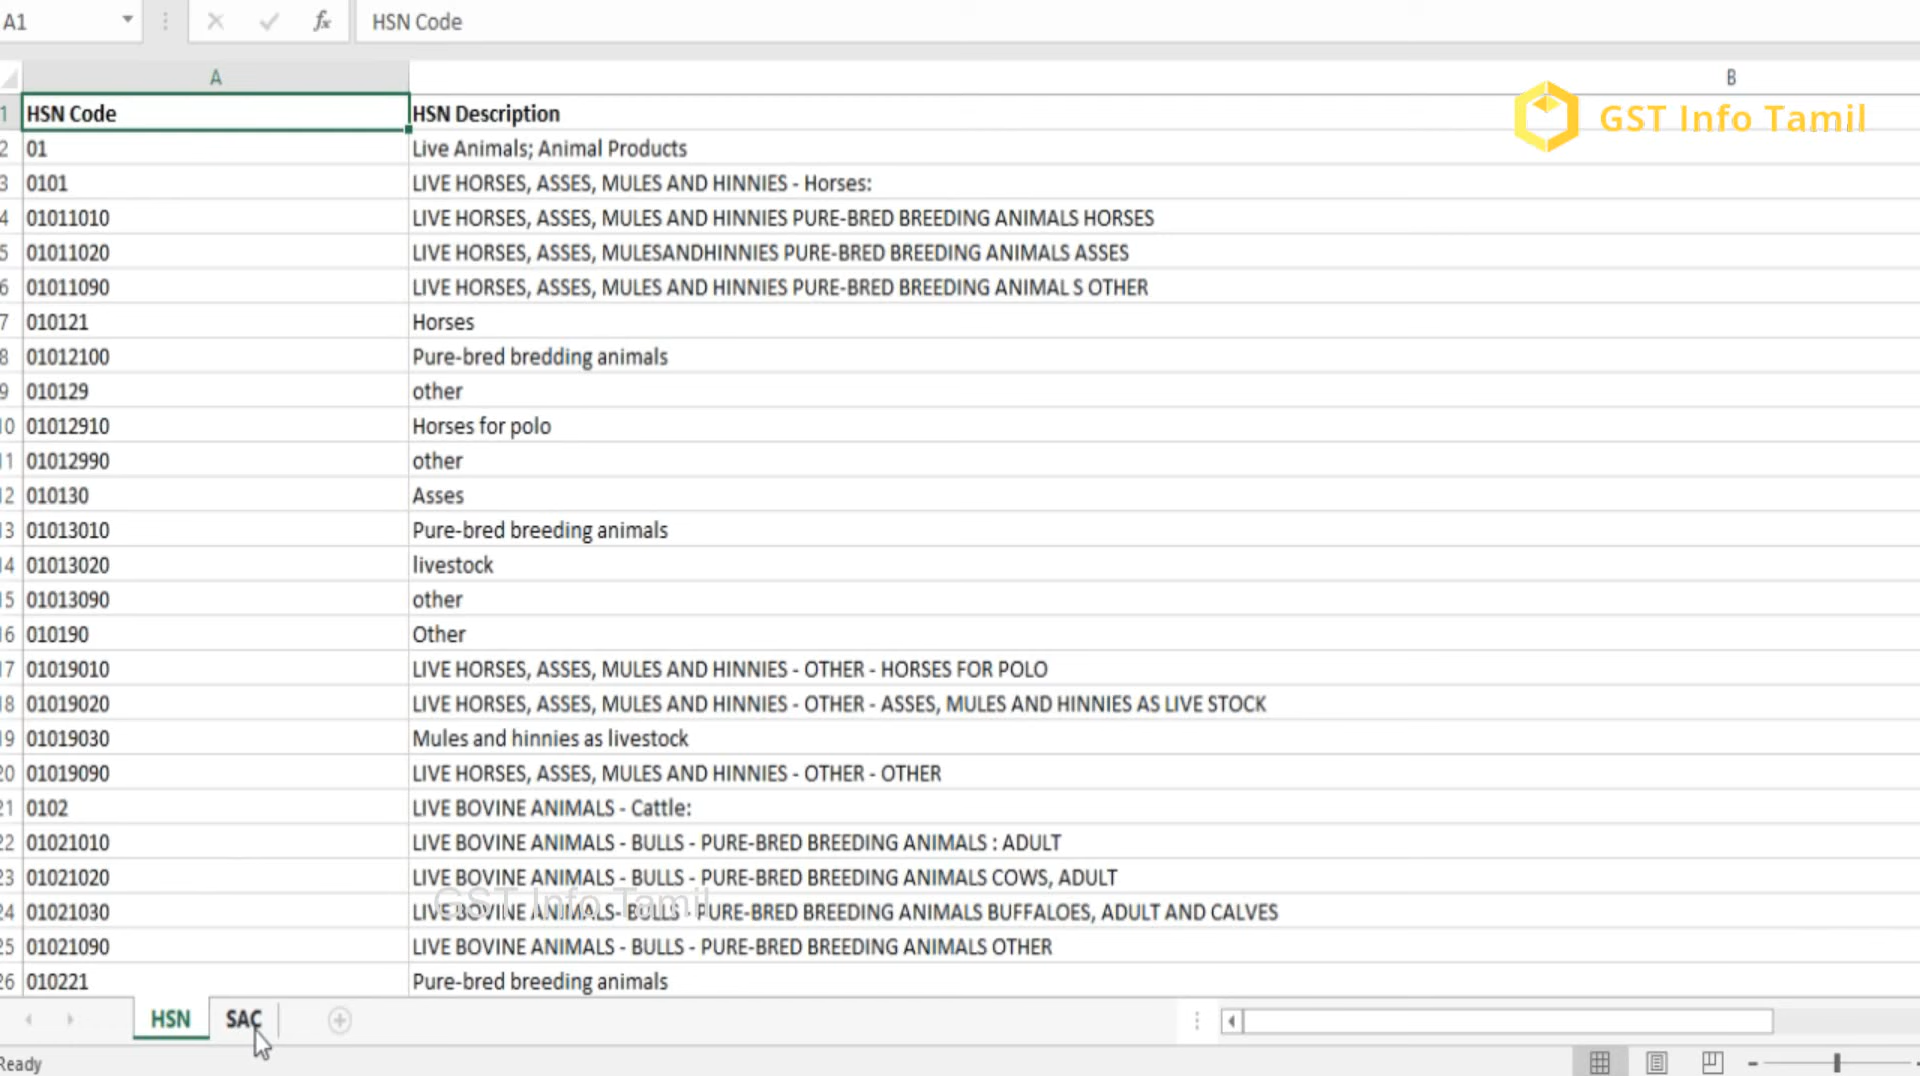 A1 fx HSN Code
A B
1 HSN Code HSN Description
GST Info Tamil
2 01 Live Animals; Animal Products
3 0101 LIVE HORSES, ASSES, MULES AND HINNIES - Horses:
4 01011010 LIVE HORSES, ASSES, MULES AND HINNIES PURE-BRED BREEDING ANIMALS HORSES
5 01011020 LIVE HORSES, ASSES, MULESANDHINNIES PURE-BRED BREEDING ANIMALS ASSES
6 01011090 LIVE HORSES, ASSES, MULES AND HINNIES PURE-BRED BREEDING ANIMAL S OTHER
7 010121 Horses
8 01012100 Pure-bred bredding animals
9 010129 other
10 01012910 Horses for polo
11 01012990 other
12 010130 Asses
13 01013010 Pure-bred breeding animals
14 01013020 livestock
15 01013090 other
16 010190 Other
17 01019010 LIVE HORSES, ASSES, MULES AND HINNIES - OTHER - HORSES FOR POLO
18 01019020 LIVE HORSES, ASSES, MULES AND HINNIES - OTHER - ASSES, MULES AND HINNIES AS LIVE STOCK
19 01019030 Mules and hinnies as livestock
20 01019090 LIVE HORSES, ASSES, MULES AND HINNIES - OTHER - OTHER
21 0102 LIVE BOVINE ANIMALS - Cattle:
22 01021010 LIVE BOVINE ANIMALS - BULLS - PURE-BRED BREEDING ANIMALS : ADULT
23 01021020 LIVE BOVINE ANIMALS - BULLS - PURE-BRED BREEDING ANIMALS COWS, ADULT
GST Info Tamil
24 01021030 LIVE BOVINE ANIMALS- BULLS - PURE-BRED BREEDING ANIMALS BUFFALOES, ADULT AND CALVES
25 01021090 LIVE BOVINE ANIMALS - BULLS - PURE-BRED BREEDING ANIMALS OTHER
26 010221 Pure-bred breeding animals
HSN SAC
Ready